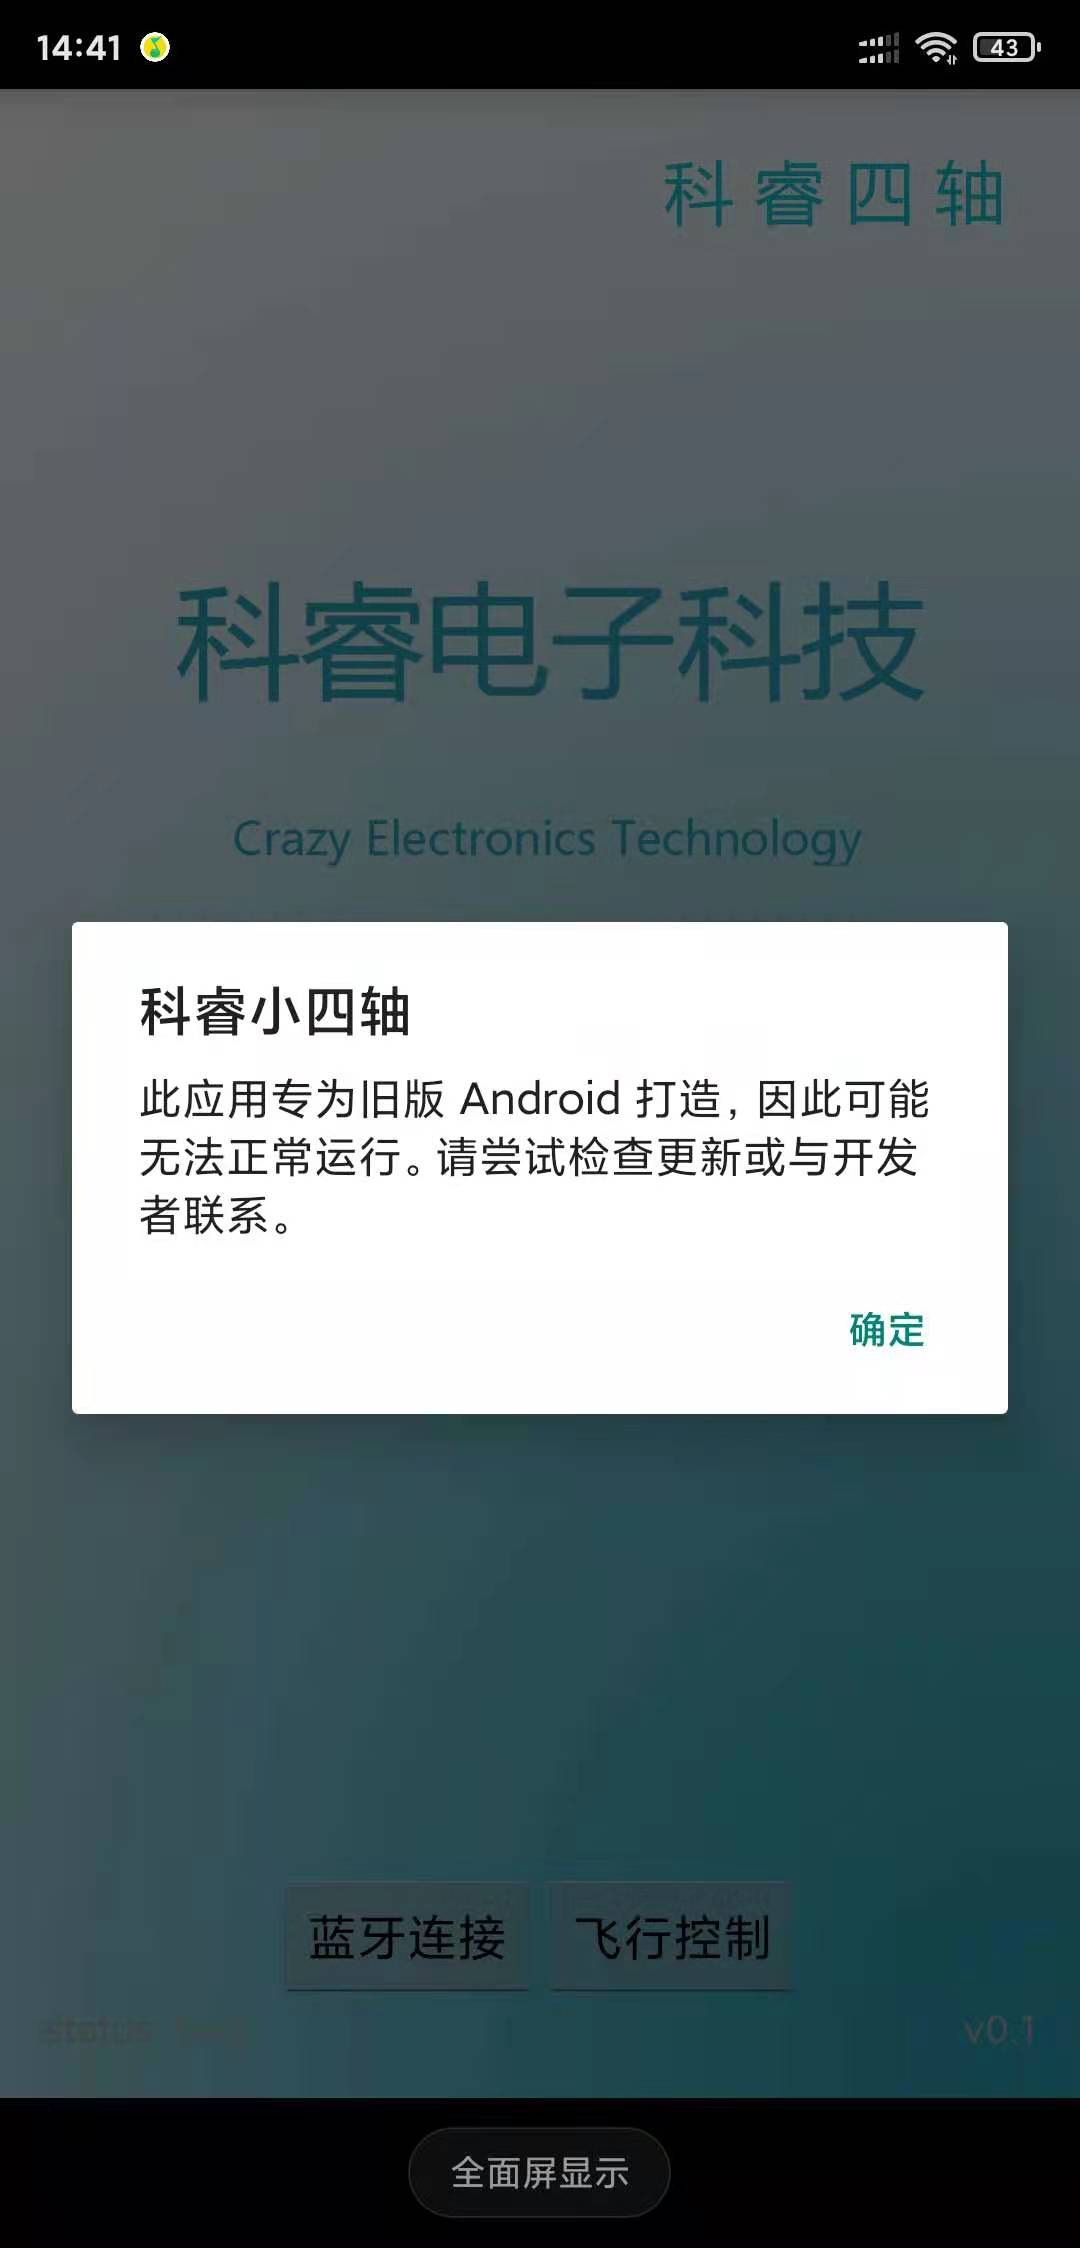 14:41
43
科睿四轴
科睿电子科技
Crazy Electronics Technology
科睿小四轴
此应用专为旧版 Android 打造，因此可能
无法正常运行。请尝试检查更新或与开发
者联系。
确定
蓝牙连接 飞行控制
status
v0.1
全面屏显示